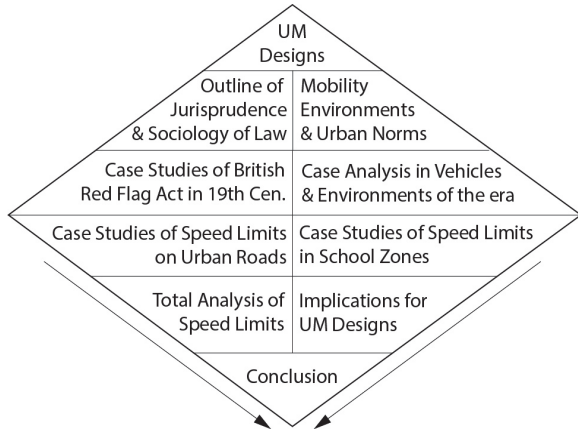 UM
Designs
Outline of
Jurisprudence
& Sociology of Law
Mobility
Environments
& Urban Norms
Case Studies of British
Red Flag Act in 19th Cen.
Case Analysis in Vehicles
& Environments of the era
Case Studies of Speed Limits
on Urban Roads
Case Studies of Speed Limits
in School Zones
Total Analysis of
Speed Limits
Implications for
UM Designs
Conclusion